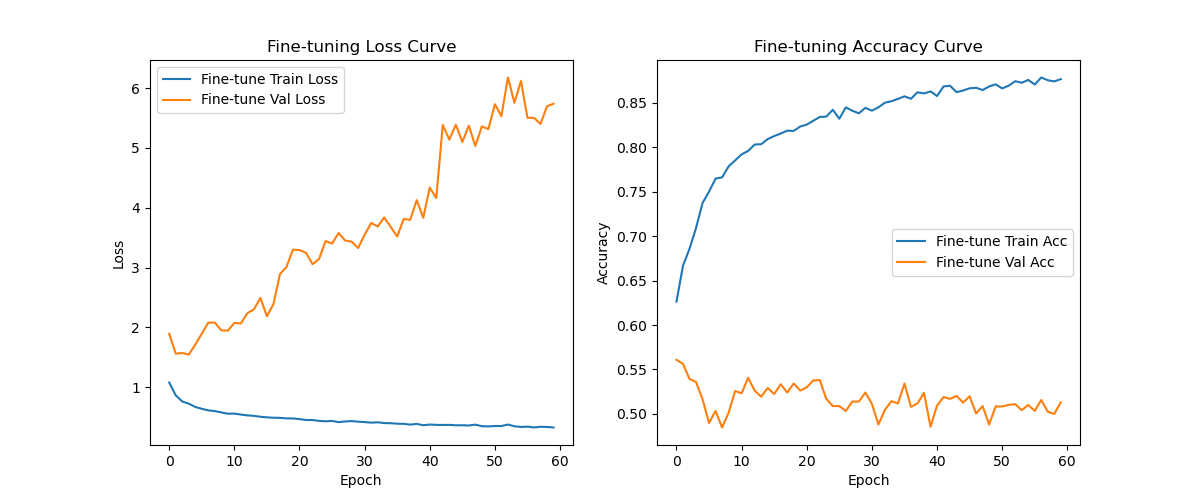 Fine-tuning Loss Curve
Fine-tune Train Loss
Fine-tune Val Loss
Loss
6
5
4
3
2
1
0 10 20 30 40 50 60
Epoch
Fine-tuning Accuracy Curve
Accuracy
0.85
0.80
0.75
0.70
0.65
0.60
0.55
0.50
Fine-tune Train Acc
Fine-tune Val Acc
0 10 20 30 40 50 60
Epoch